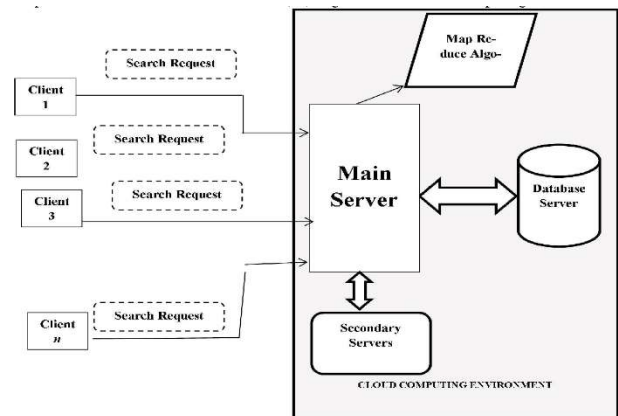 Map Re-
duce Algo-
Search Request
Client
1
Search Request
Client
2
Search Request
Client
3
Main
Server
Database
Server
Search Request
Client
n
Secondary
Servers
CLOUD COMPUTING ENVIRONMENT